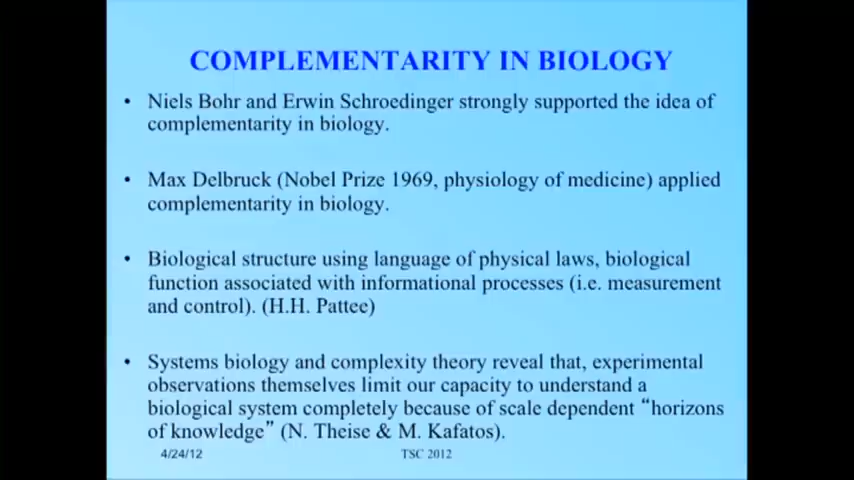 COMPLEMENTARITY IN BIOLOGY
• Niels Bohr and Erwin Schroedinger strongly supported the idea of
complementarity in biology.
• Max Delbruck (Nobel Prize 1969, physiology of medicine) applied
complementarity in biology.
• Biological structure using language of physical laws, biological
function associated with informational processes (i.e. measurement
and control). (H.H. Pattee)
• Systems biology and complexity theory reveal that, experimental
observations themselves limit our capacity to understand a
biological system completely because of scale dependent “horizons
of knowledge” (N. Theise & M. Kafatos).
4/24/12 TSC 2012